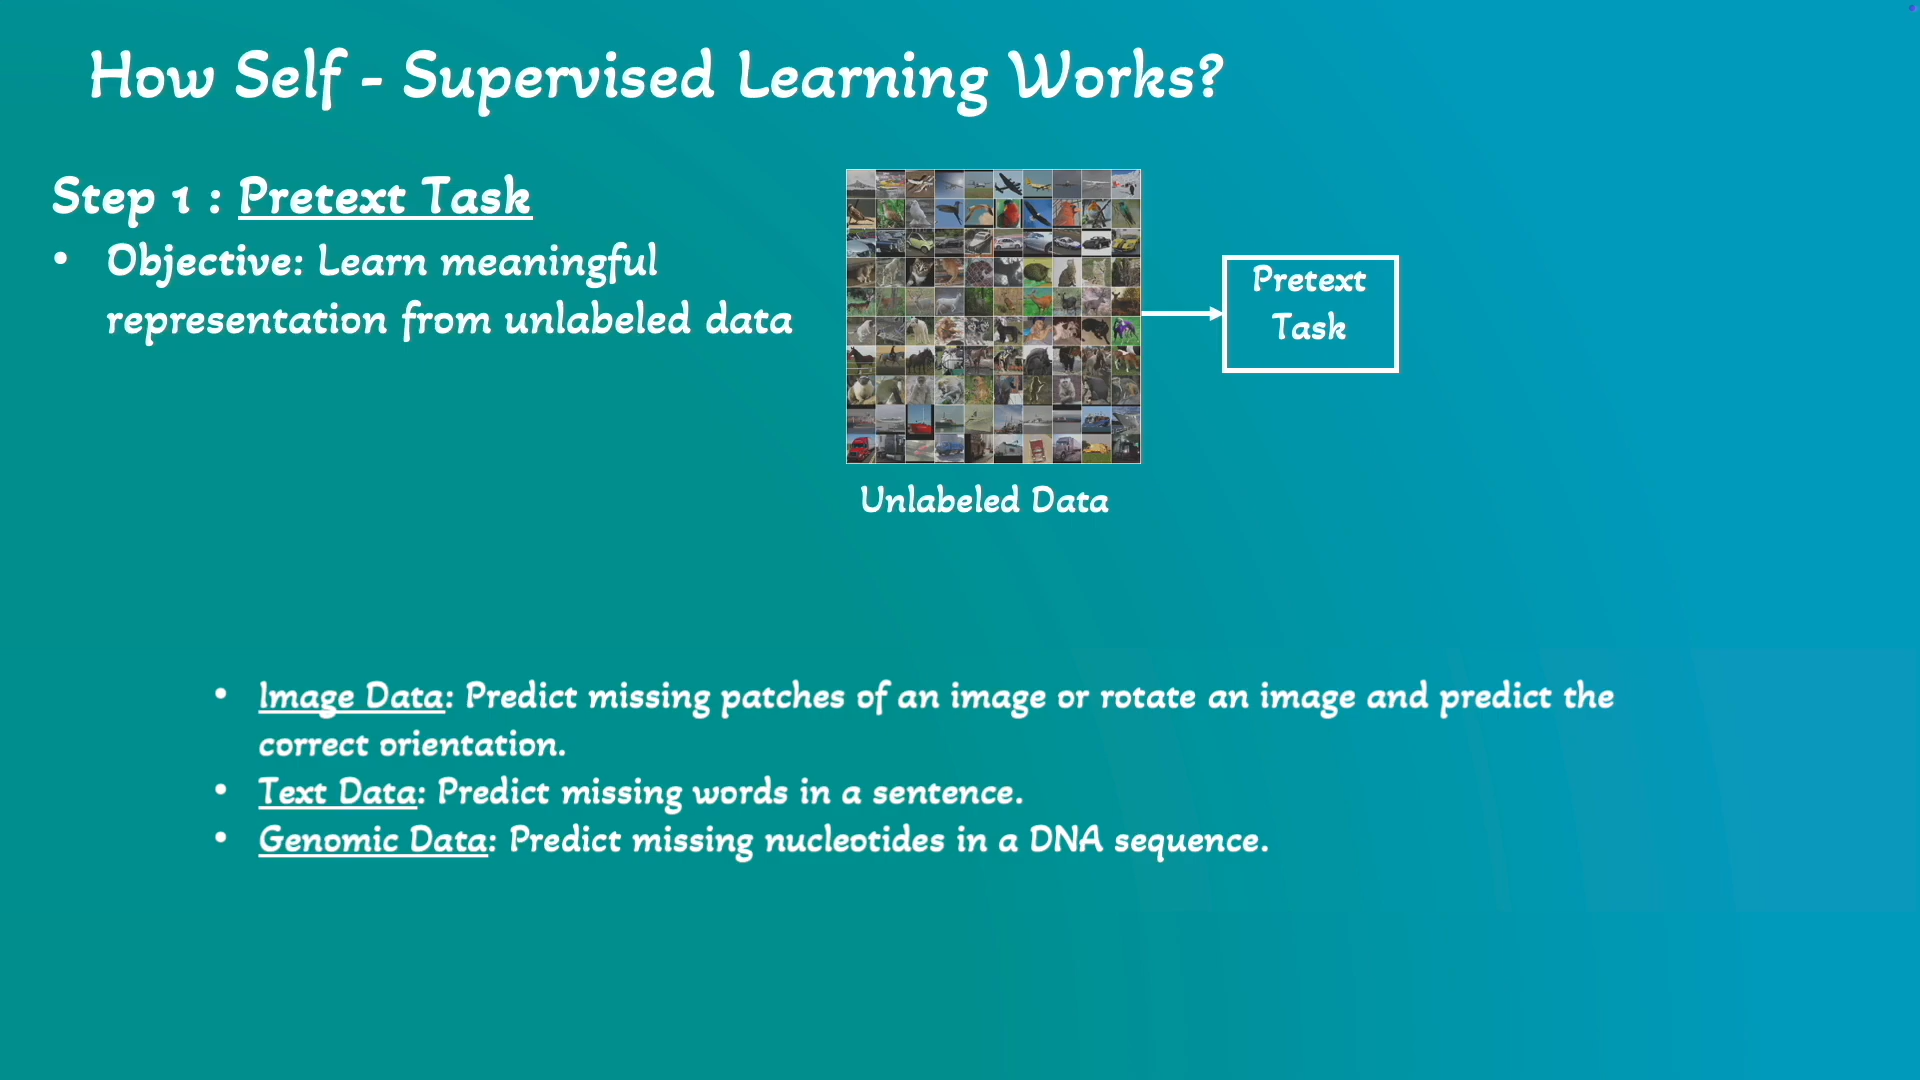 How Self - Supervised Learning Works?
Step 1 : Pretext Task
• Objective: Learn meaningful
representation from unlabeled data
Pretext
Task
Unlabeled Data
• Image Data: Predict missing patches of an image or rotate an image and predict the
correct orientation.
• Text Data: Predict missing words in a sentence.
• Genomic Data: Predict missing nucleotides in a DNA sequence.